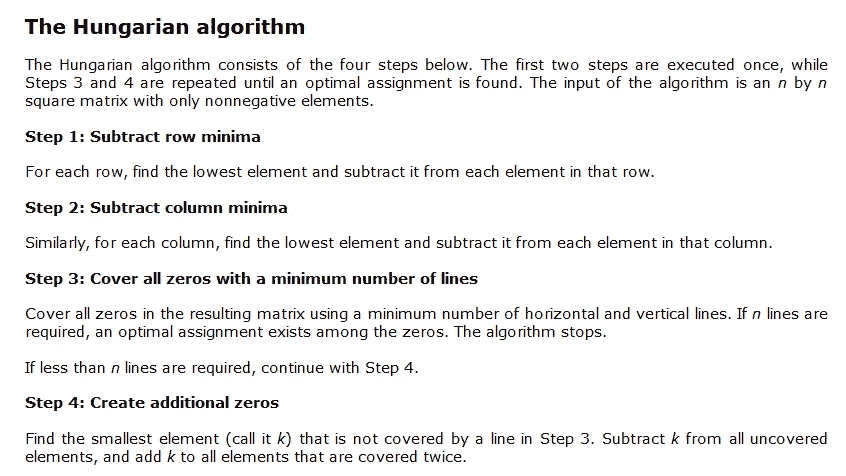 The Hungarian algorithm
The Hungarian algorithm consists of the four steps below. The first two steps are executed once, while
Steps 3 and 4 are repeated until an optimal assignment is found. The input of the algorithm is an n by n
square matrix with only nonnegative elements.
Step 1: Subtract row minima
For each row, find the lowest element and subtract it from each element in that row.
Step 2: Subtract column minima
Similarly, for each column, find the lowest element and subtract it from each element in that column.
Step 3: Cover all zeros with a minimum number of lines
Cover all zeros in the resulting matrix using a minimum number of horizontal and vertical lines. If n lines are
required, an optimal assignment exists among the zeros. The algorithm stops.
If less than n lines are required, continue with Step 4.
Step 4: Create additional zeros
Find the smallest element (call it k) that is not covered by a line in Step 3. Subtract k from all uncovered
elements, and add k to all elements that are covered twice.